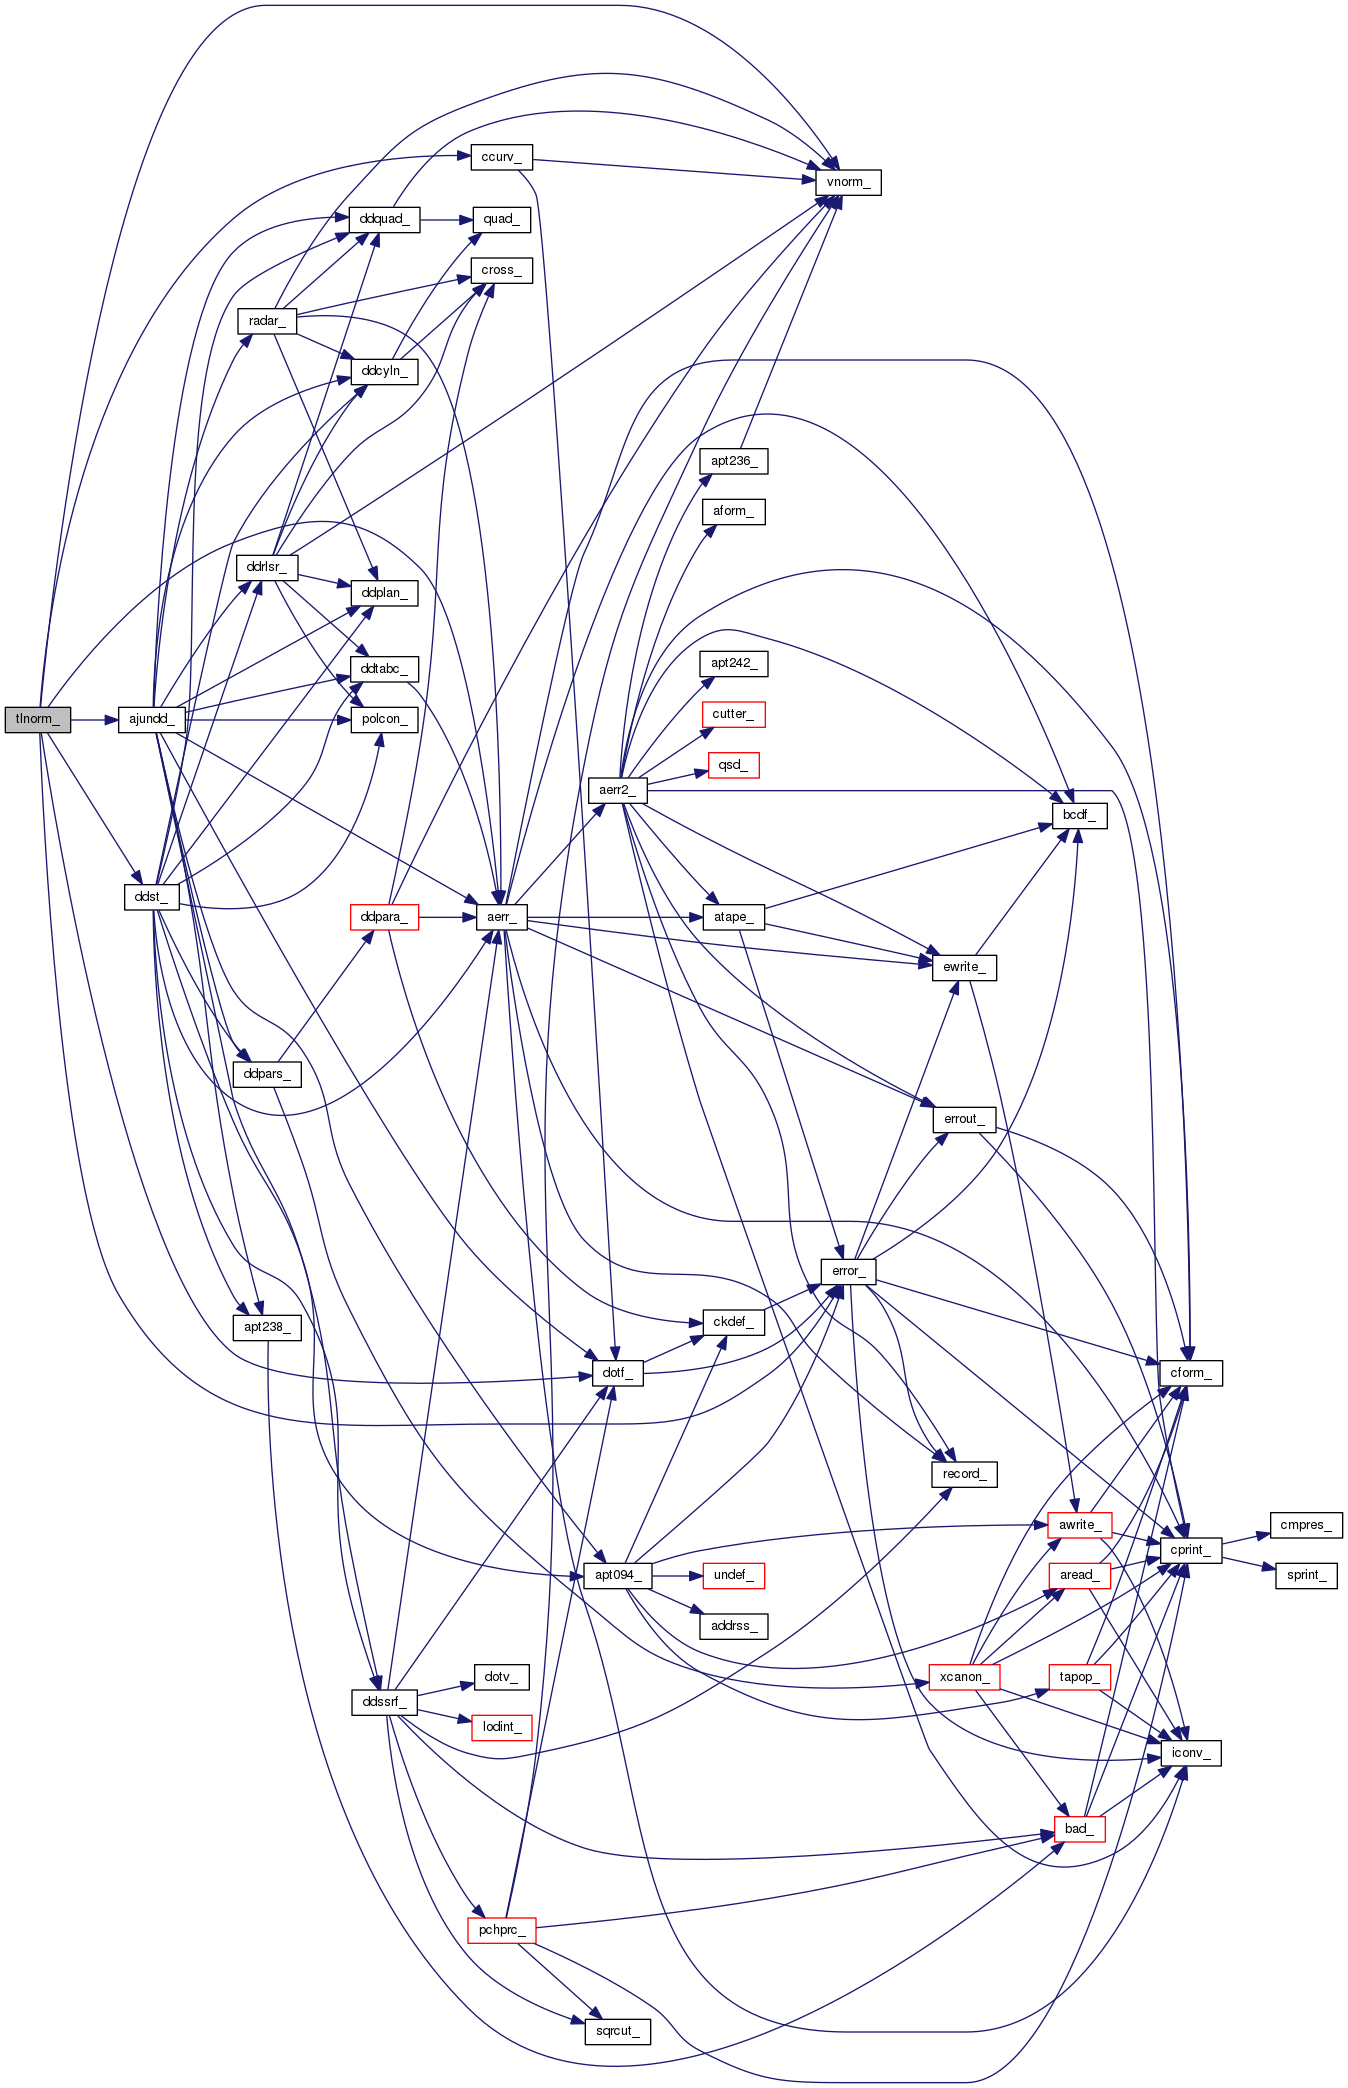 ccurv_
vnorm_
ddquad_
quad_
cross_
radar_
ddcyln_
apt236_
aform_
ddrlsr_
ddplan_
ddtabc_
apt242_
tlnorm_
ajundd_
polcon_
cutter_
qsd_
aerr2_
bcdf_
ddst_
ddpara_
aerr_
atape_
ewrite_
ddpars_
errout_
error_
apt238_
ckdef_
dotf_
cform_
record_
awrite_
cmpres_
cprint_
apt094_
undef_
aread_
sprint_
addrss_
dotv_
xcanon_
tapop_
ddssrf_
lodint_
iconv_
bad_
pchprc_
sqrcut_